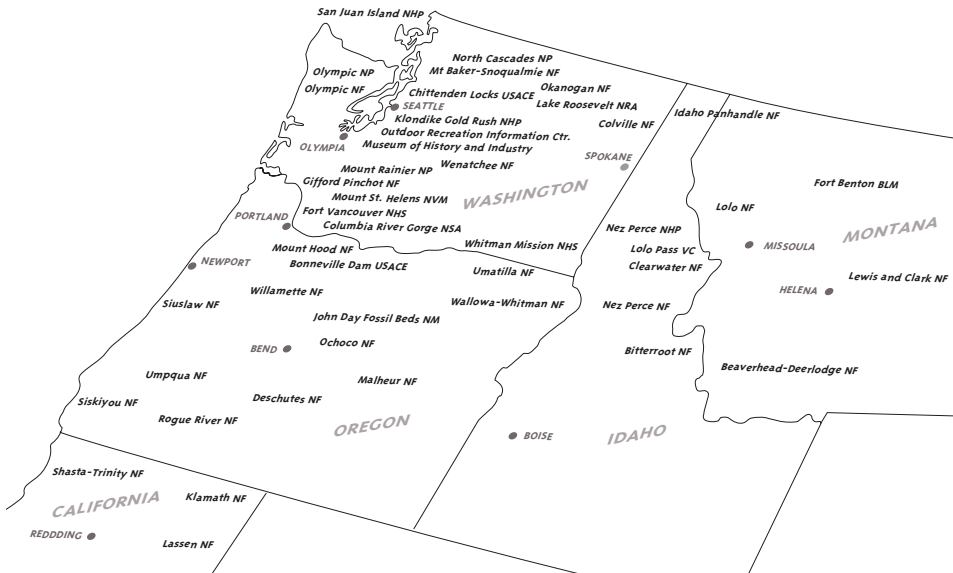 San Juan Island NHP
North Cascades NP
Olympic NP
Mt Baker-Snoqualmie NF
Olympic NF
Okanogan NF
Chittenden Locks USACE
SEATTLE
Lake Roosevelt NRA
Klondike Gold Rush NHP
Idaho Panhandle NF
Colville NF
Outdoor Recreation Information Ctr.
OLYMPIA
Museum of History and Industry
SPOKANE
Mount Rainier NP
Wenatchee NF
Gifford Pinchot NF
Fort Benton BLM
WASHINGTON
Mount St. Helens NVM
Lolo NF
Fort Vancouver NHS
PORTLAND
Columbia River Gorge NSA
Nez Perce NHP
MONTANA
Mount Hood NF
Whitman Mission NHS
Lolo Pass VC
MISSOULA
NEWPORT
Bonneville Dam USACE
Umatilla NF
Clearwater NF
Lewis and Clark NF
Willamette NF
HELENA
Siuslaw NF
Wallowa-Whitman NF
Nez Perce NF
John Day Fossil Beds NM
BEND
Ochoco NF
Bitterroot NF
Umpqua NF
Malheur NF
Beaverhead-Deerlodge NF
Siskiyou NF
Deschutes NF
Rogue River NF
OREGON
BOISE
IDAHO
Shasta-Trinity NF
CALIFORNIA
Klamath NF
REDDDING
Lassen NF